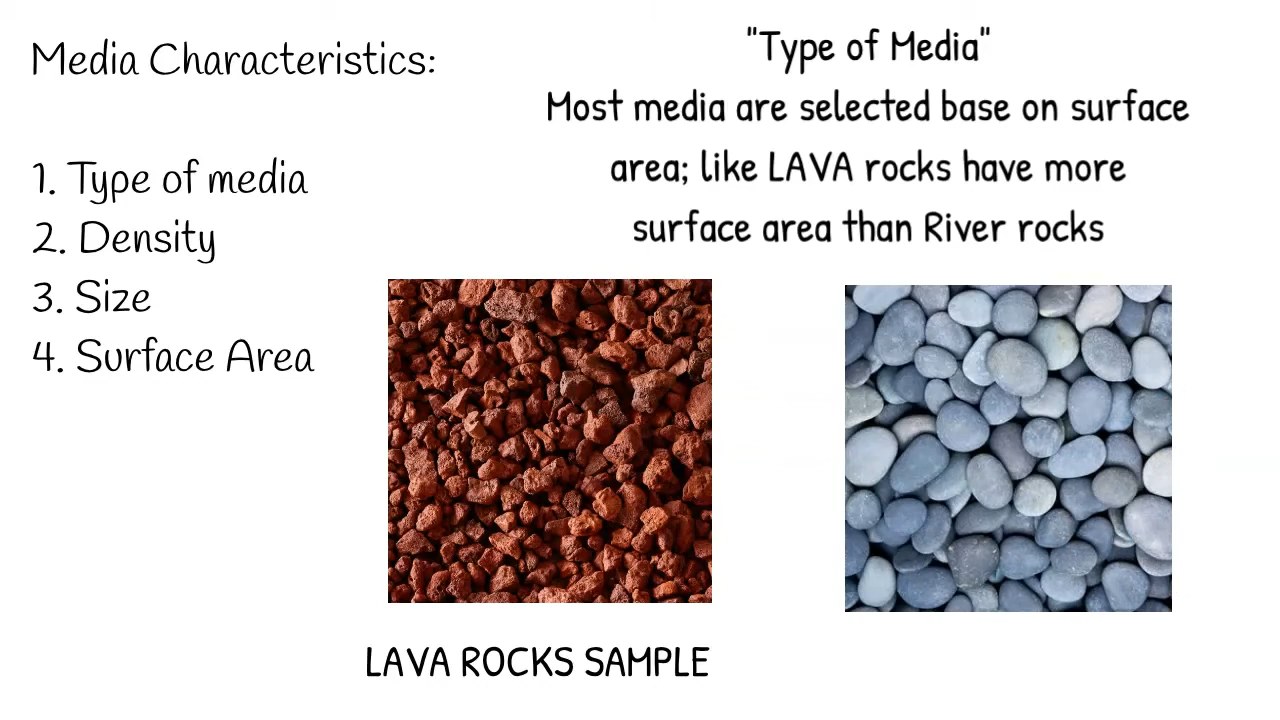 Media Characteristics:
1. Type of media
2. Density
3. Size
4. Surface Area
"Type of Media"
Most media are selected base on surface
area; like LAVA rocks have more
surface area than River rocks
LAVA ROCKS SAMPLE